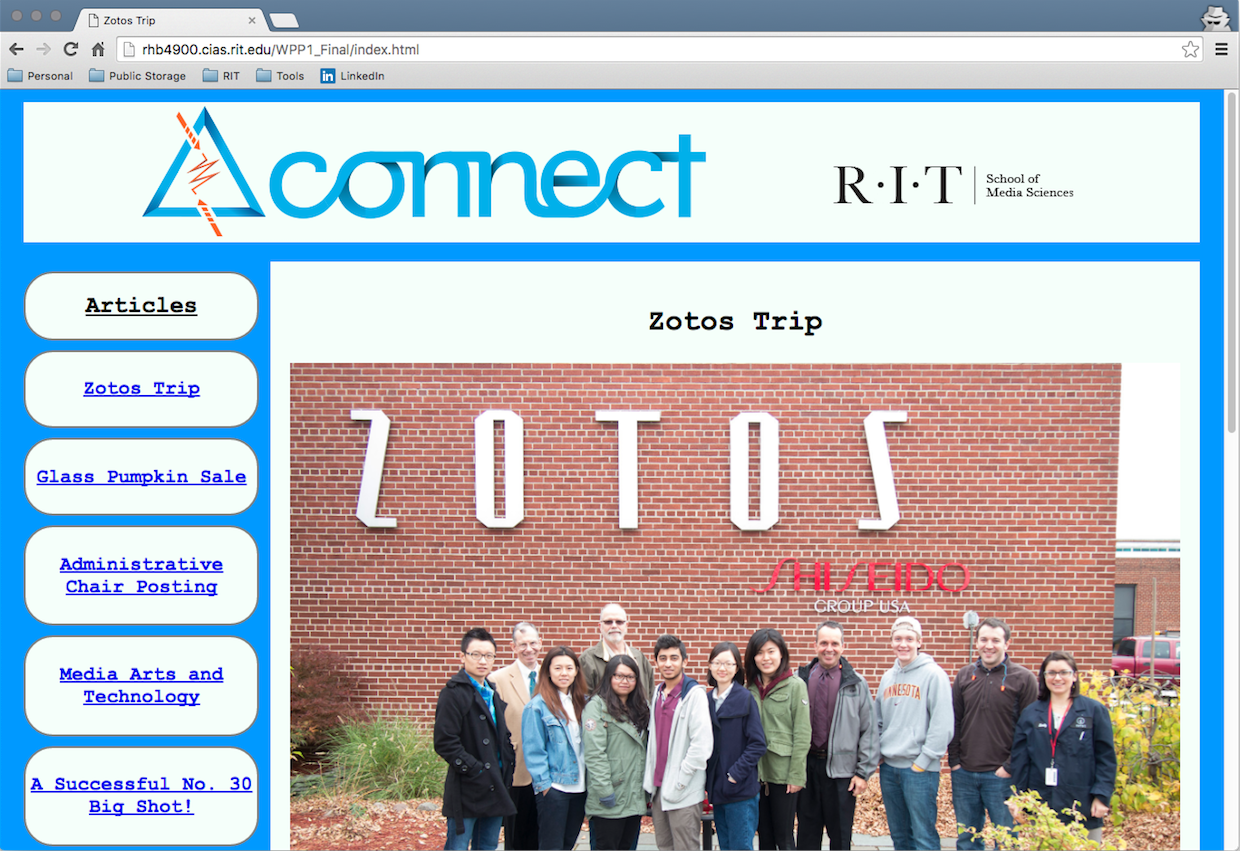 Zotos Trip
rhb4900.cias.rit.edu/WPP1_Final/index.html
Personal Public Storage RIT Tools in LinkedIn
connect
R·I·T School of
Media Sciences
Articles
Zotos Trip
Glass Pumpkin Sale
Administrative
Chair Posting
Media Arts and
Technology
A Successful No. 30
Big Shot!
Zotos Trip
ZOTOS
SHISEIDO
GROUP USA
MINNESOTA